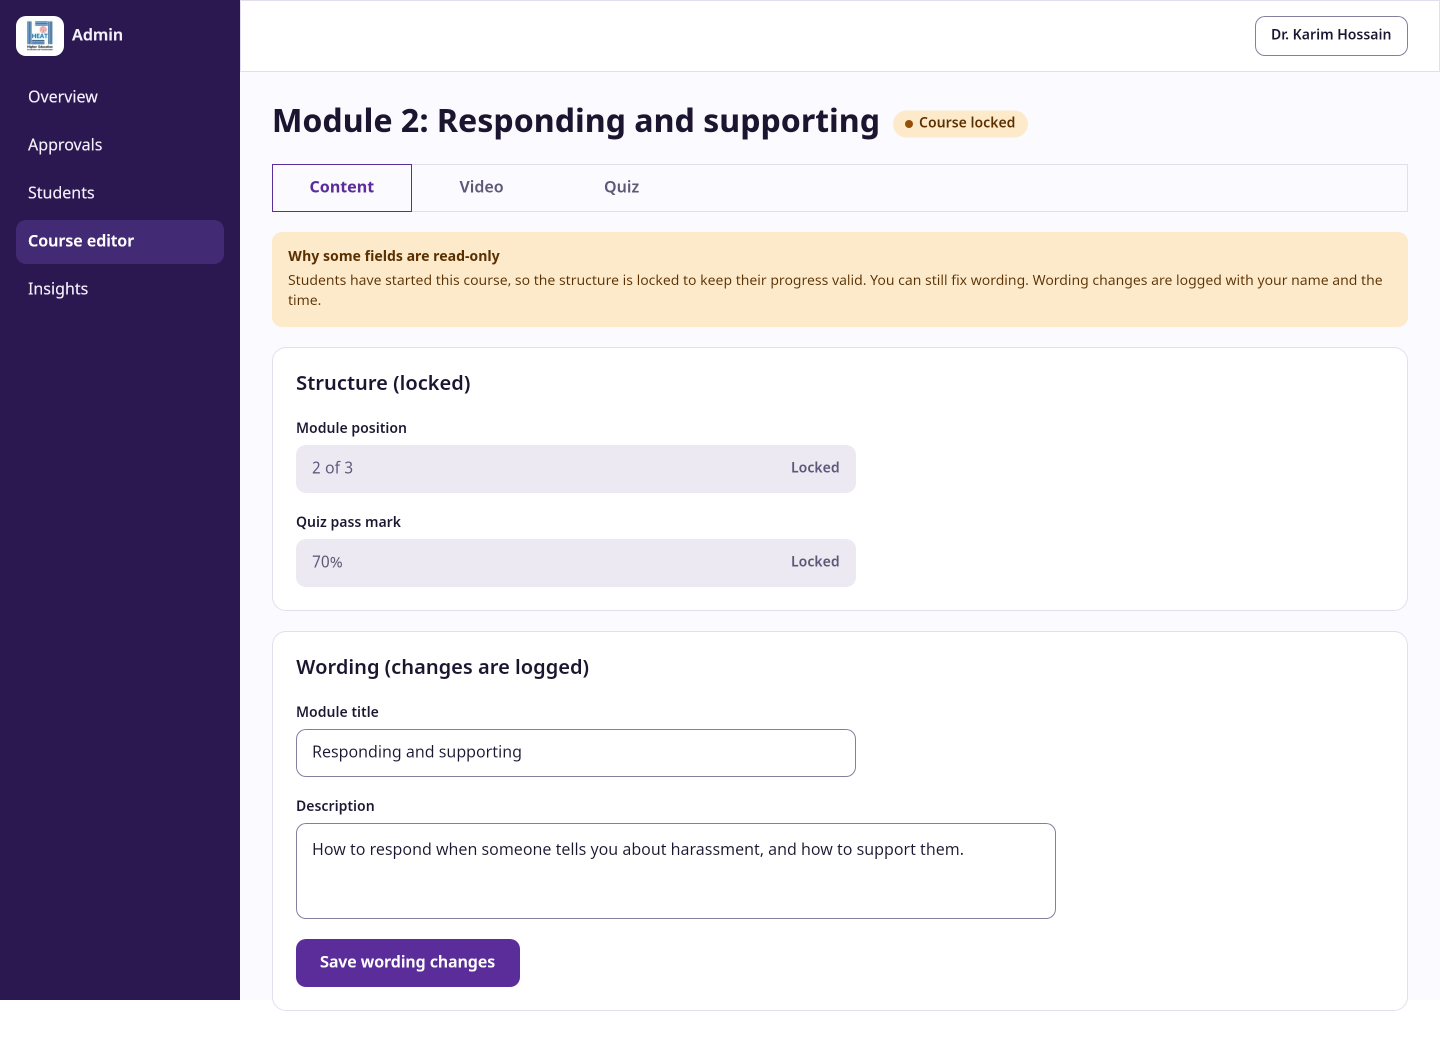 HEAT
Higher Education
Admin
Dr. Karim Hossain
Overview
Approvals
Students
Course editor
Insights
Module 2: Responding and supporting
Course locked
Content
Video
Quiz
Why some fields are read-only
Students have started this course, so the structure is locked to keep their progress valid. You can still fix wording. Wording changes are logged with your name and the
time.
Structure (locked)
Module position
2 of 3
Locked
Quiz pass mark
70%
Locked
Wording (changes are logged)
Module title
Responding and supporting
Description
How to respond when someone tells you about harassment, and how to support them.
Save wording changes